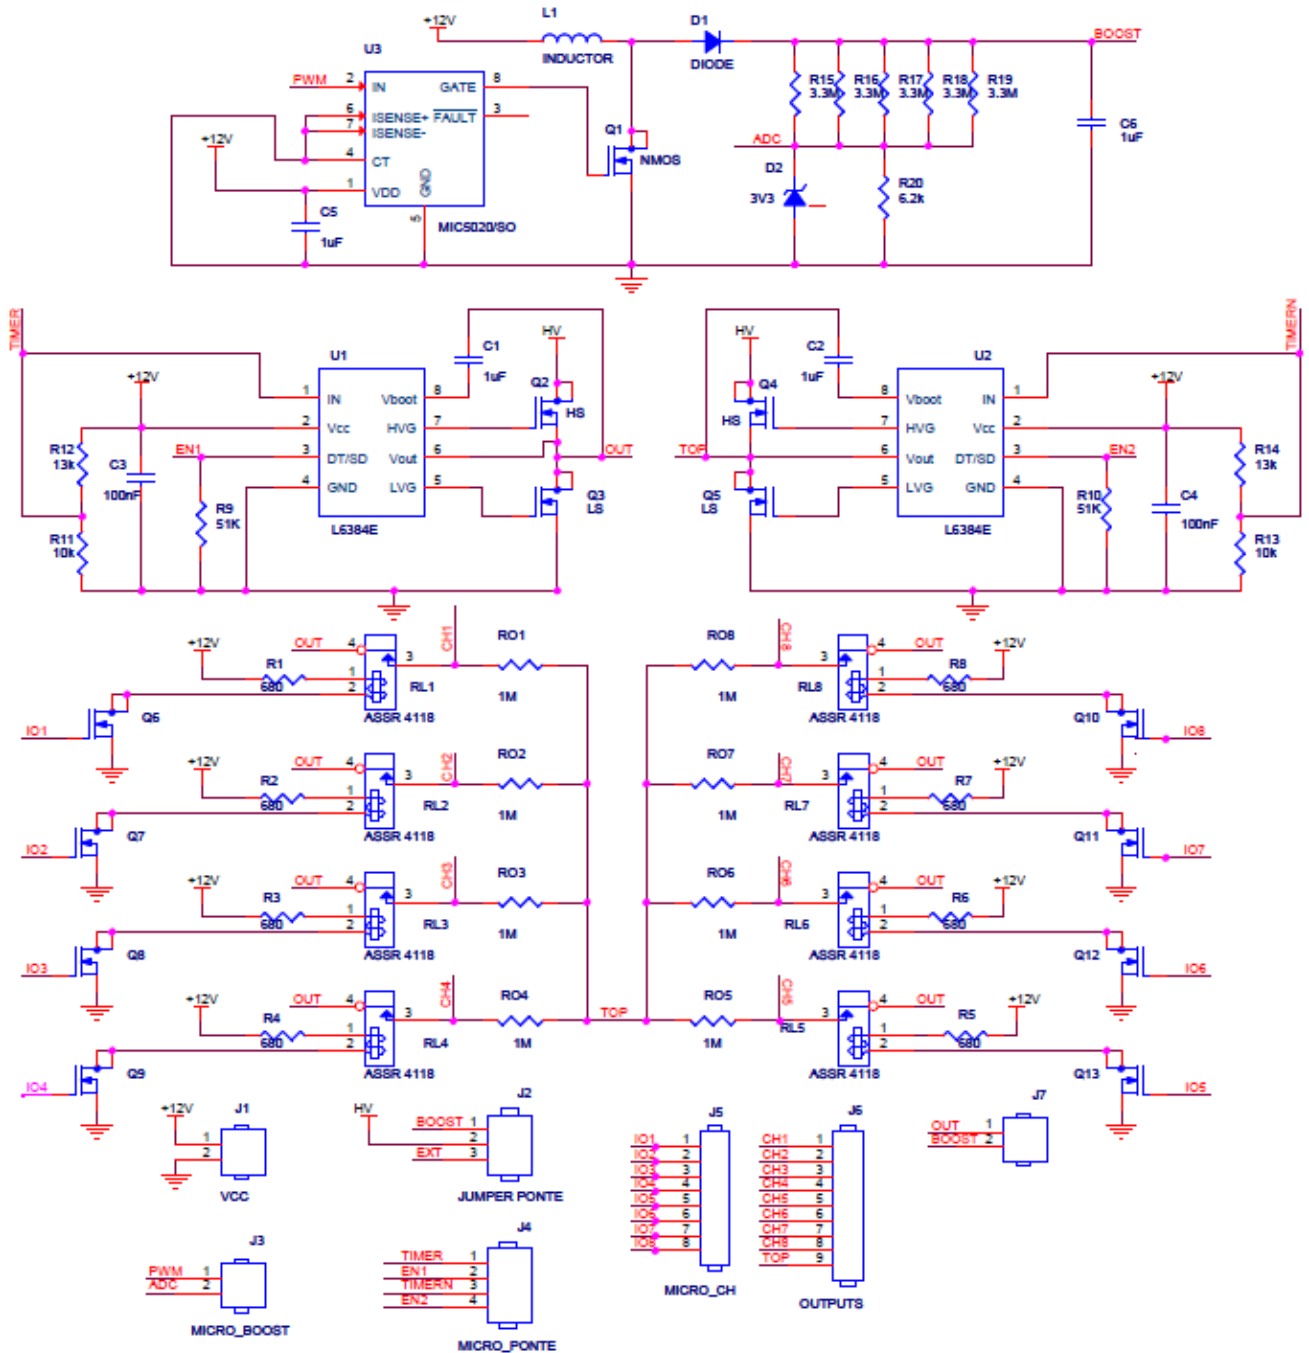 +12V
L1
INDUCTOR
D1
DIODE
BOOST
U3
PWM
2 IN
GATE 8
6 ISENSE+
FAULT 3
7 ISENSE-
4 CT
1 VDD
GND
5
MIC5020/SO
+12V
C5
1uF
Q1
NMOS
R15
3.3M
R16
3.3M
R17
3.3M
R18
3.3M
R19
3.3M
ADC
D2
3V3
R20
6.2k
C6
1uF
TIMER
+12V
R12
13k
R11
10k
C3
100nF
EN1
R9
51K
U1
1 IN
2 Vcc
3 DT/SD
4 GND
Vboot 8
HVG 7
Vout 6
LVG 5
L6384E
C1
1uF
HV
Q2
HS
Q3
LS
OUT
TOP
HV
Q4
HS
Q5
LS
C2
1uF
U2
8 Vboot
7 HVG
6 Vout
5 LVG
IN 1
Vcc 2
DT/SD 3
GND 4
L6384E
EN2
R10
51K
+12V
C4
100nF
R14
13k
R13
10k
TIMERN
+12V
R1
680
OUT
4
1
2
3
RL1
ASSR 4118
CH1
RO1
1M
Q6
IO1
RO8
1M
CH8
3
4
1
2
OUT
RL8
ASSR 4118
R8
680
+12V
Q10
IO8
+12V
R2
680
OUT
4
1
2
3
RL2
ASSR 4118
CH2
RO2
1M
Q7
IO2
RO7
1M
CH7
3
4
1
2
OUT
RL7
ASSR 4118
R7
680
+12V
Q11
IO7
+12V
R3
680
OUT
4
1
2
3
RL3
ASSR 4118
CH3
RO3
1M
Q8
IO3
RO6
1M
CH6
3
4
1
2
OUT
RL6
ASSR 4118
R6
680
+12V
Q12
IO6
+12V
R4
680
OUT
4
1
2
3
RL4
ASSR 4118
CH4
RO4
1M
Q9
IO4
TOP
RO5
1M
CH5
3
4
1
2
OUT
RL5
ASSR 4118
R5
680
+12V
Q13
IO5
+12V
J1
1
2
VCC
HV
J2
BOOST 1
2
EXT 3
JUMPER PONTE
J3
PWM 1
ADC 2
MICRO_BOOST
J4
TIMER 1
EN1 2
TIMERN 3
EN2 4
MICRO_PONTE
J5
IO1 1
IO2 2
IO3 3
IO4 4
IO5 5
IO6 6
IO7 7
IO8 8
MICRO_CH
J6
CH1 1
CH2 2
CH3 3
CH4 4
CH5 5
CH6 6
CH7 7
CH8 8
TOP 9
OUTPUTS
J7
OUT 1
BOOST 2